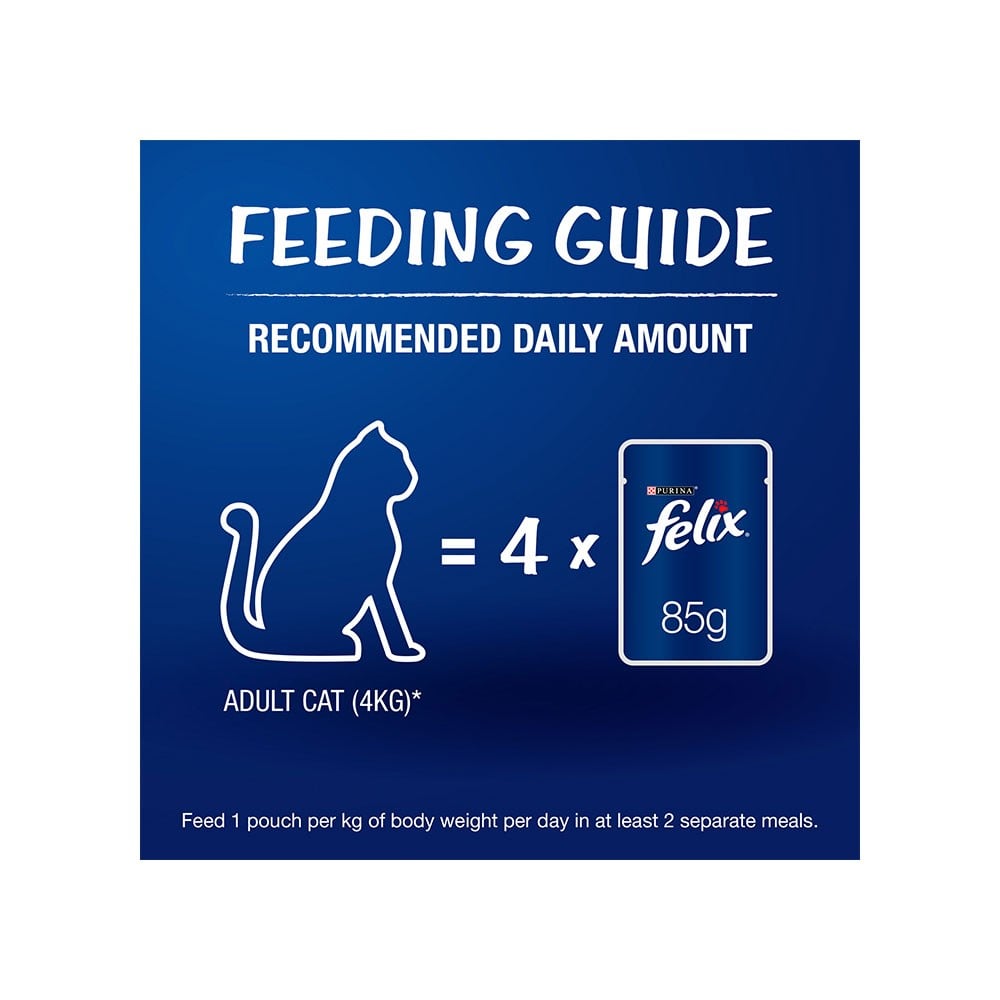 FEEDING GUIDE
RECOMMENDED DAILY AMOUNT
= 4 x
PURINA®
felix®
85g
ADULT CAT (4KG)*
Feed 1 pouch per kg of body weight per day in at least 2 separate meals.